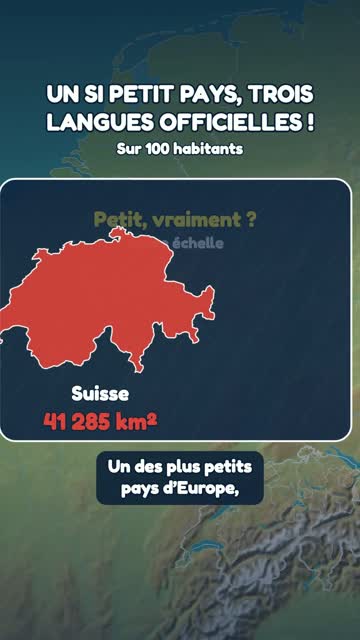 UN SI PETIT PAYS, TROIS
LANGUES OFFICIELLES !
Sur 100 habitants
Petit, vraiment ?
échelle
Suisse
41 285 km²
Un des plus petits
pays d'Europe,